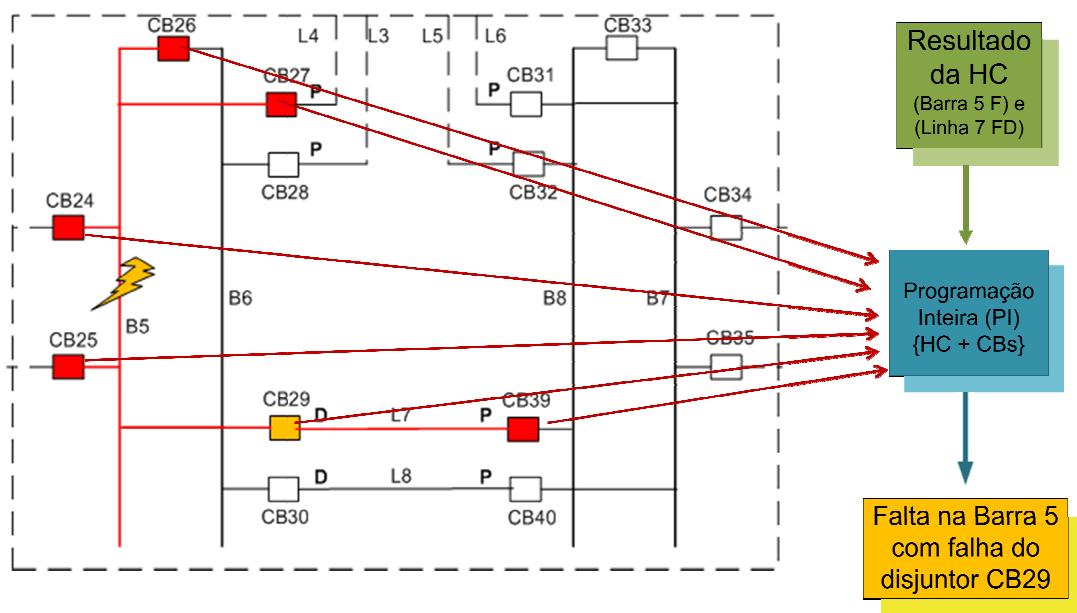 CB26
L4
L3
L5
L6
CB33
CB27
P
CB31
P
P
CB28
P
CB32
CB24
CB34
B5
B6
B8
B7
CB25
CB35
CB29
D
L7
P
CB39
D
L8
P
CB30
CB40
Resultado
da HC
(Barra 5 F) e
(Linha 7 FD)
Programação
Inteira (PI)
{HC + CBs}
Falta na Barra 5
com falha do
disjuntor CB29